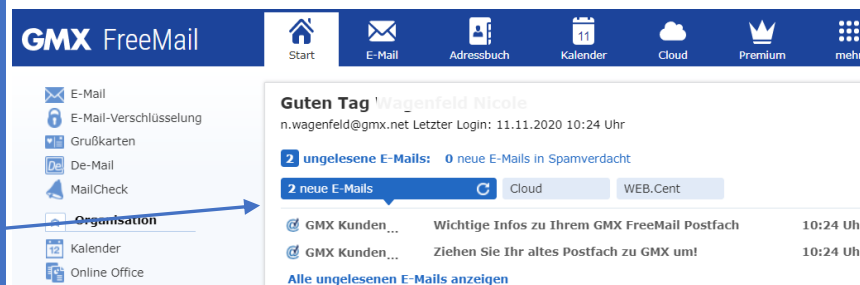 GMX FreeMail
Start E-Mail Adressbuch 11 Kalender Cloud Premium
E-Mail
E-Mail-Verschlüsselung
Grußkarten
De De-Mail
MailCheck
Organisation
12 Kalender
Online Office
Guten Tag Wagenfeld Nicole
n.wagenfeld@gmx.net Letzter Login: 11.11.2020 10:24 Uhr
2 ungelesene E-Mails: 0 neue E-Mails in Spamverdacht
2 neue E-Mails Cloud WEB.Cent
@ GMX Kunden... Wichtige Infos zu Ihrem GMX FreeMail Postfach 10:24 Uh
@ GMX Kunden... Ziehen Sie Ihr altes Postfach zu GMX um! 10:24 Uh
Alle ungelesenen E-Mails anzeigen